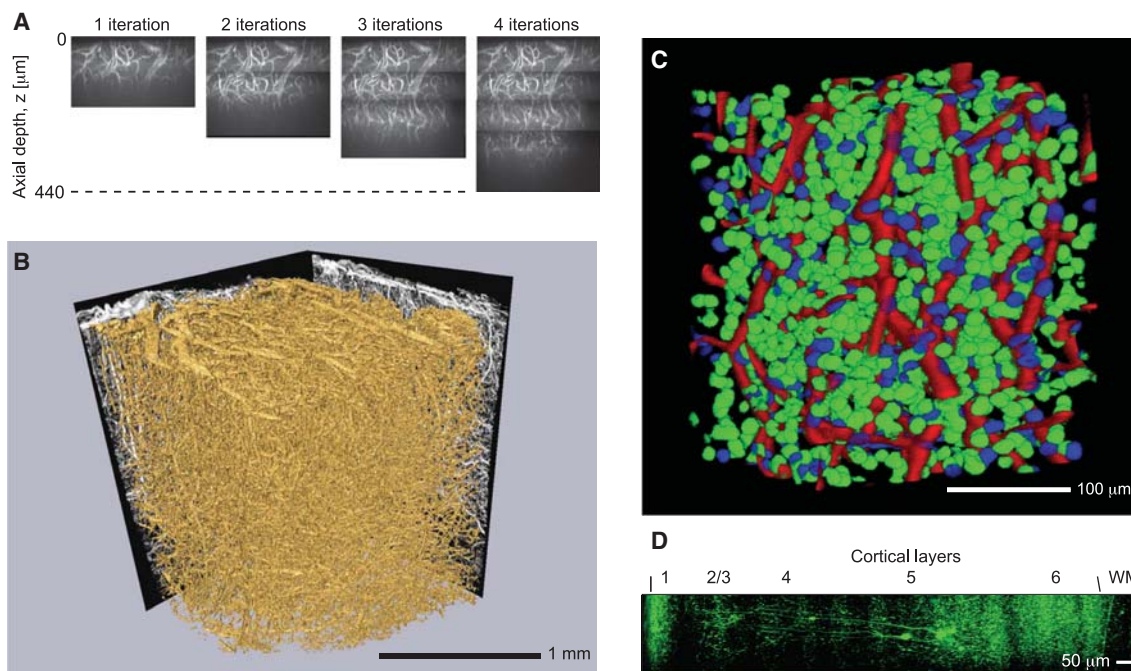 A
1 iteration 2 iterations 3 iterations 4 iterations
0
Axial depth, z [μm]
440
B
1 mm
C
100 μm
D
Cortical layers
1 2/3 4 5 6 WM
50 μm